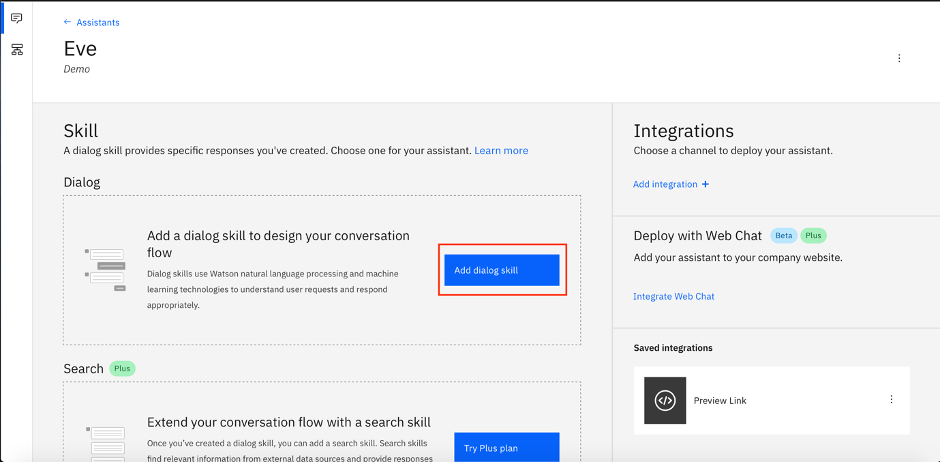 ← Assistants
Eve
Demo
Skill
A dialog skill provides specific responses you've created. Choose one for your assistant. Learn more
Dialog
Add a dialog skill to design your conversation
flow
Dialog skills use Watson natural language processing and machine
learning technologies to understand user requests and respond
appropriately.
Add dialog skill
Search Plus
Extend your conversation flow with a search skill
Once you've created a dialog skill, you can add a search skill. Search skills
find relevant information from external data sources and provide responses
Try Plus plan
Integrations
Choose a channel to deploy your assistant.
Add integration +
Deploy with Web Chat Beta Plus
Add your assistant to your company website.
Integrate Web Chat
Saved integrations
Preview Link